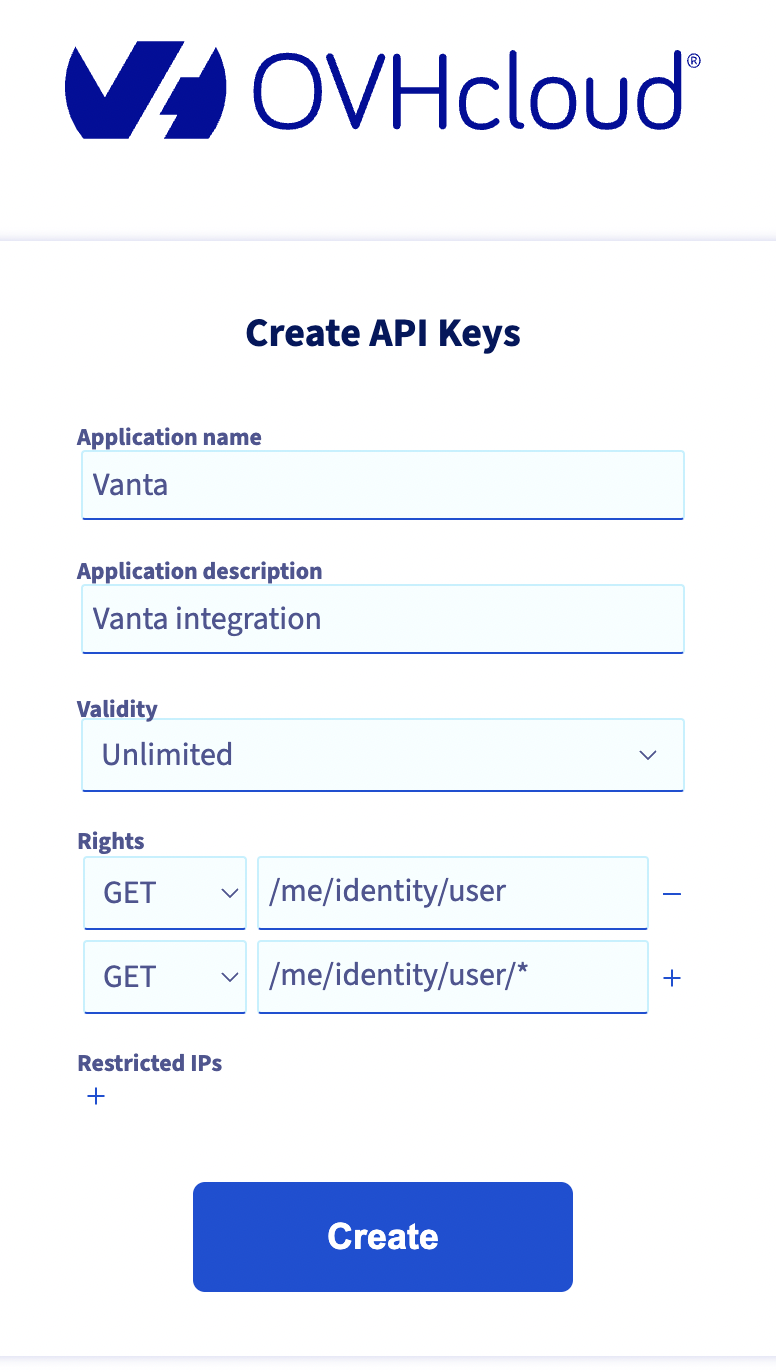 OVHcloud®
Create API Keys
Application name
Vanta
Application description
Vanta integration
Validity
Unlimited
Rights
GET /me/identity/user
GET /me/identity/user/*
Restricted IPs
Create